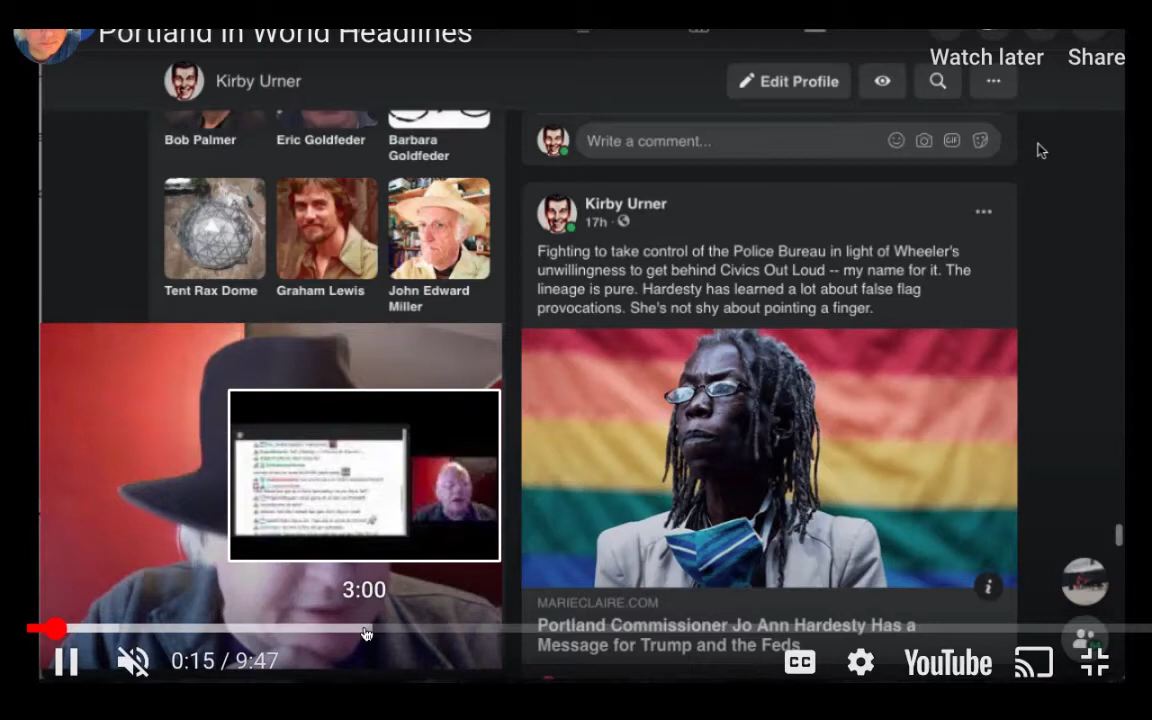 Portland in World Headlines
Watch later
Share
Kirby Urner
Edit Profile
Bob Palmer
Eric Goldfeder
Barbara
Goldfeder
Write a comment...
GIF
Tent Rax Dome
Graham Lewis
John Edward
Miller
Kirby Urner
17h ·
Fighting to take control of the Police Bureau in light of Wheeler's
unwillingness to get behind Civics Out Loud -- my name for it. The
lineage is pure. Hardesty has learned a lot about false flag
provocations. She's not shy about pointing a finger.
3:00
MARIECLAIRE.COM
Portland Commissioner Jo Ann Hardesty Has a
Message for Trump and the Feds
0:15 / 9:47
CC
YouTube